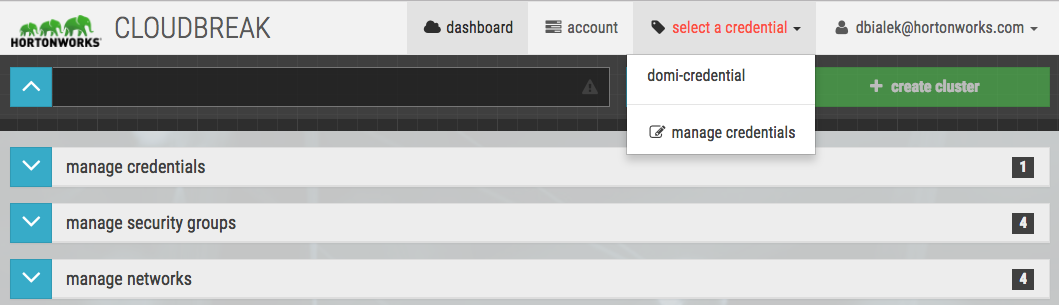 HORTONWORKS CLOUDBREAK dashboard account select a credential dbialek@hortonworks.com
domi-credential
create cluster
manage credentials
manage credentials 1
manage security groups 4
manage networks 4